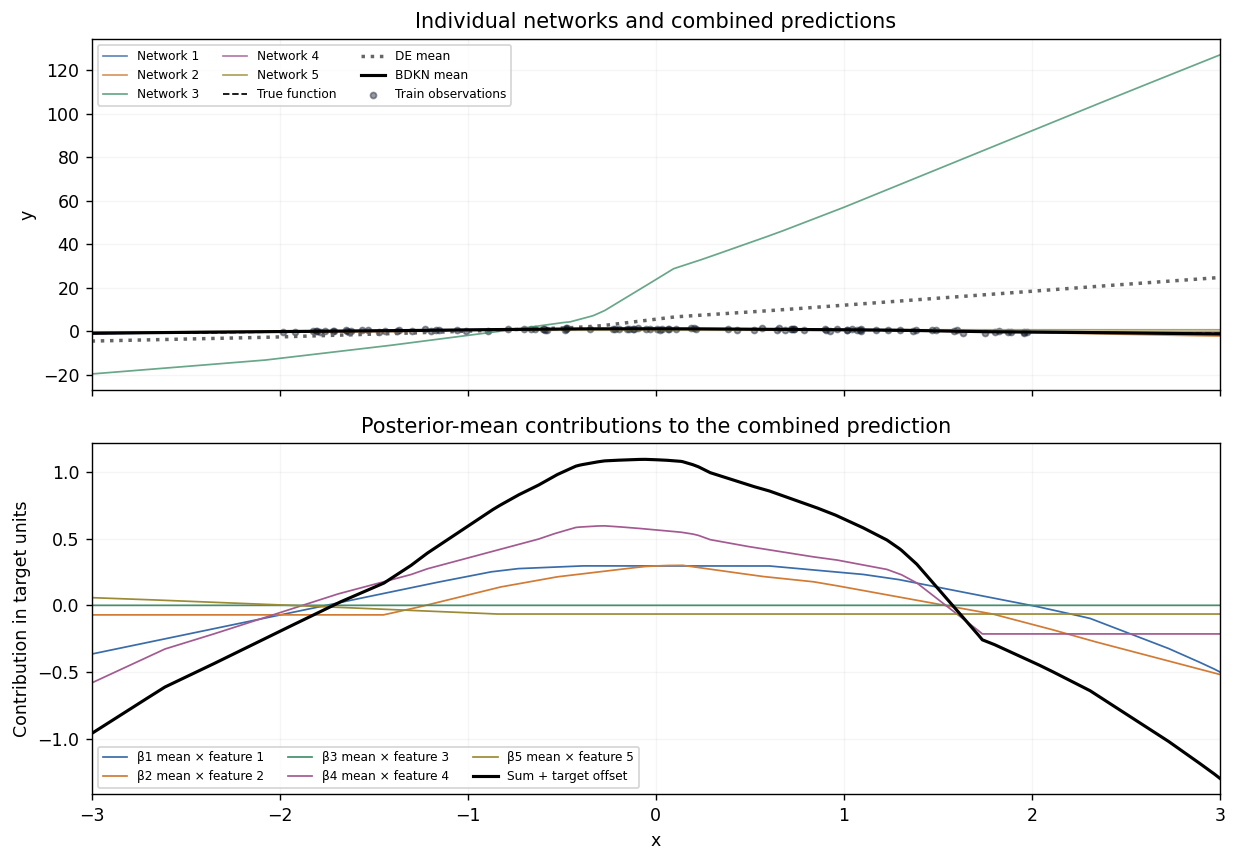 Individual networks and combined predictions
Network 1
Network 2
Network 3
Network 4
Network 5
True function
DE mean
BDKN mean
Train observations
120
100
80
60
40
20
0
−20
y
Posterior-mean contributions to the combined prediction
1.0
0.5
0.0
−0.5
−1.0
Contribution in target units
β1 mean × feature 1
β2 mean × feature 2
β3 mean × feature 3
β4 mean × feature 4
β5 mean × feature 5
Sum + target offset
−3 −2 −1 0 1 2 3
x